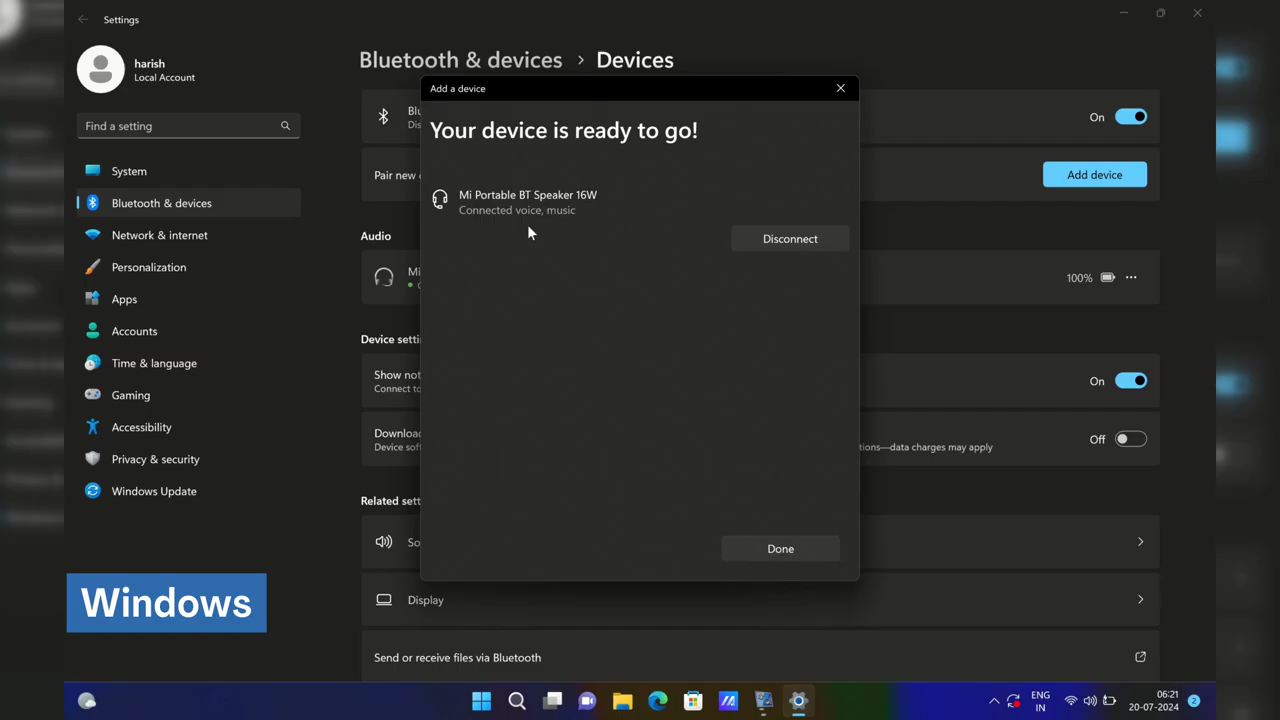 Settings
harish
Local Account
Find a setting
System
Bluetooth & devices
Network & internet
Personalization
Apps
Accounts
Time & language
Gaming
Accessibility
Privacy & security
Windows Update
Windows
Bluetooth & devices > Devices
On
Pair new
Add device
Audio
Mi
100%
Device setti
Show not
Connect to
On
Downloa
Device soft
ions—data charges may apply
Off
Related sett
So
Display
Send or receive files via Bluetooth
Add a device
Your device is ready to go!
Mi Portable BT Speaker 16W
Connected voice, music
Disconnect
Done
ENG
IN
06:21
20-07-2024
2